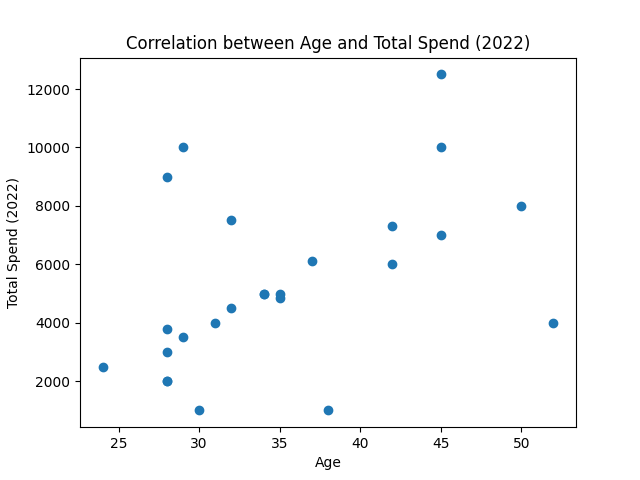 Correlation between Age and Total Spend (2022)
Total Spend (2022)
12000
10000
8000
6000
4000
2000
25 30 35 40 45 50
Age